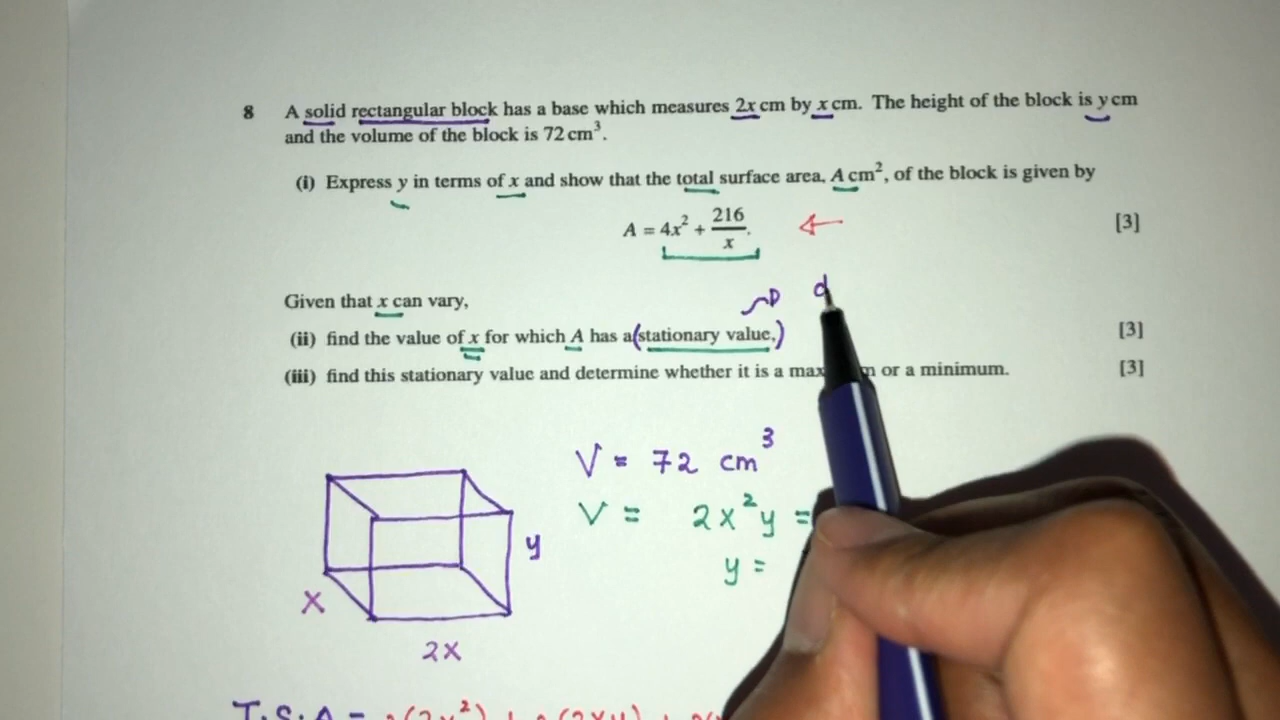 8 A solid rectangular block has a base which measures 2x cm by x cm. The height of the block is y cm
and the volume of the block is 72 cm³.
(i) Express y in terms of x and show that the total surface area, A cm², of the block is given by
A = 4x² + 216/x. [3]
Given that x can vary,
(ii) find the value of x for which A has a (stationary value,) [3]
d
(iii) find this stationary value and determine whether it is a or a minimum. [3]
V = 72 cm³
V = 2x²y =
y =
y
x
2x
T.S.A =